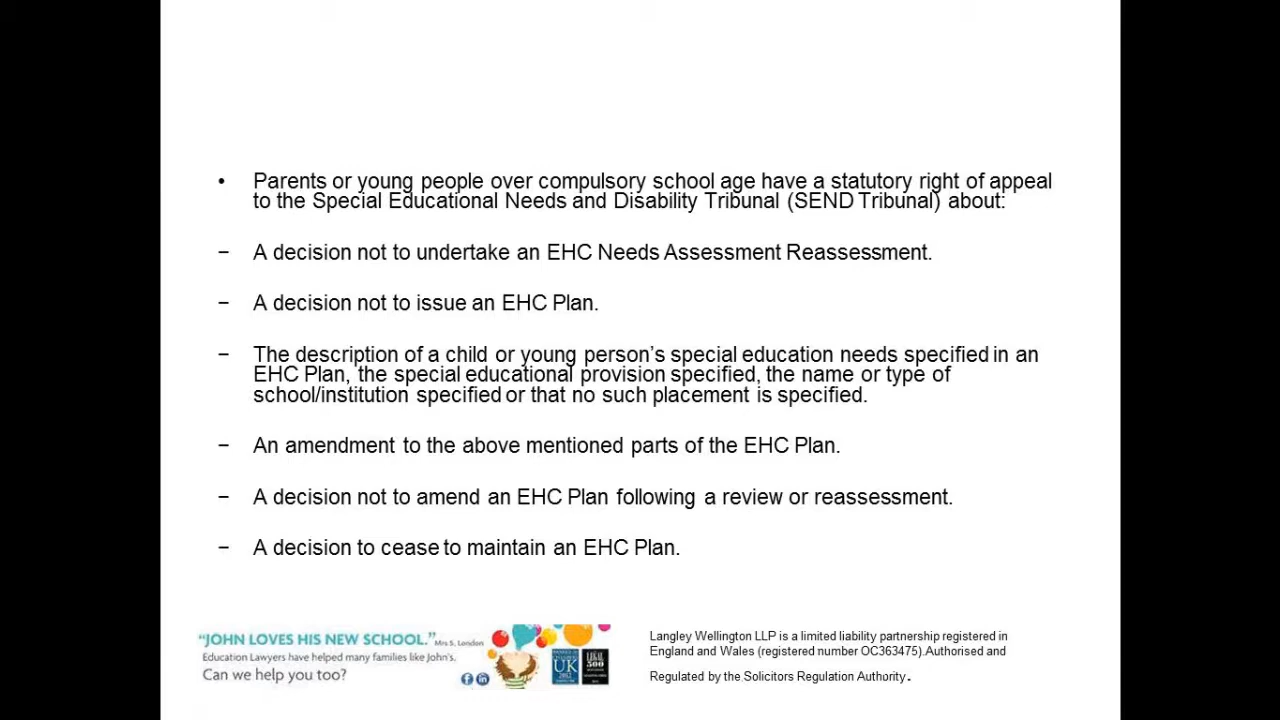 • Parents or young people over compulsory school age have a statutory right of appeal
to the Special Educational Needs and Disability Tribunal (SEND Tribunal) about:
− A decision not to undertake an EHC Needs Assessment Reassessment.
− A decision not to issue an EHC Plan.
− The description of a child or young person's special education needs specified in an
EHC Plan, the special educational provision specified, the name or type of
school/institution specified or that no such placement is specified.
− An amendment to the above mentioned parts of the EHC Plan.
− A decision not to amend an EHC Plan following a review or reassessment.
− A decision to cease to maintain an EHC Plan.
“JOHN LOVES HIS NEW SCHOOL.” Mrs S, London
Education Lawyers have helped many families like John's.
Can we help you too?
f in
UK
2012
LEGAL
500
Langley Wellington LLP is a limited liability partnership registered in
England and Wales (registered number OC363475).Authorised and
Regulated by the Solicitors Regulation Authority.